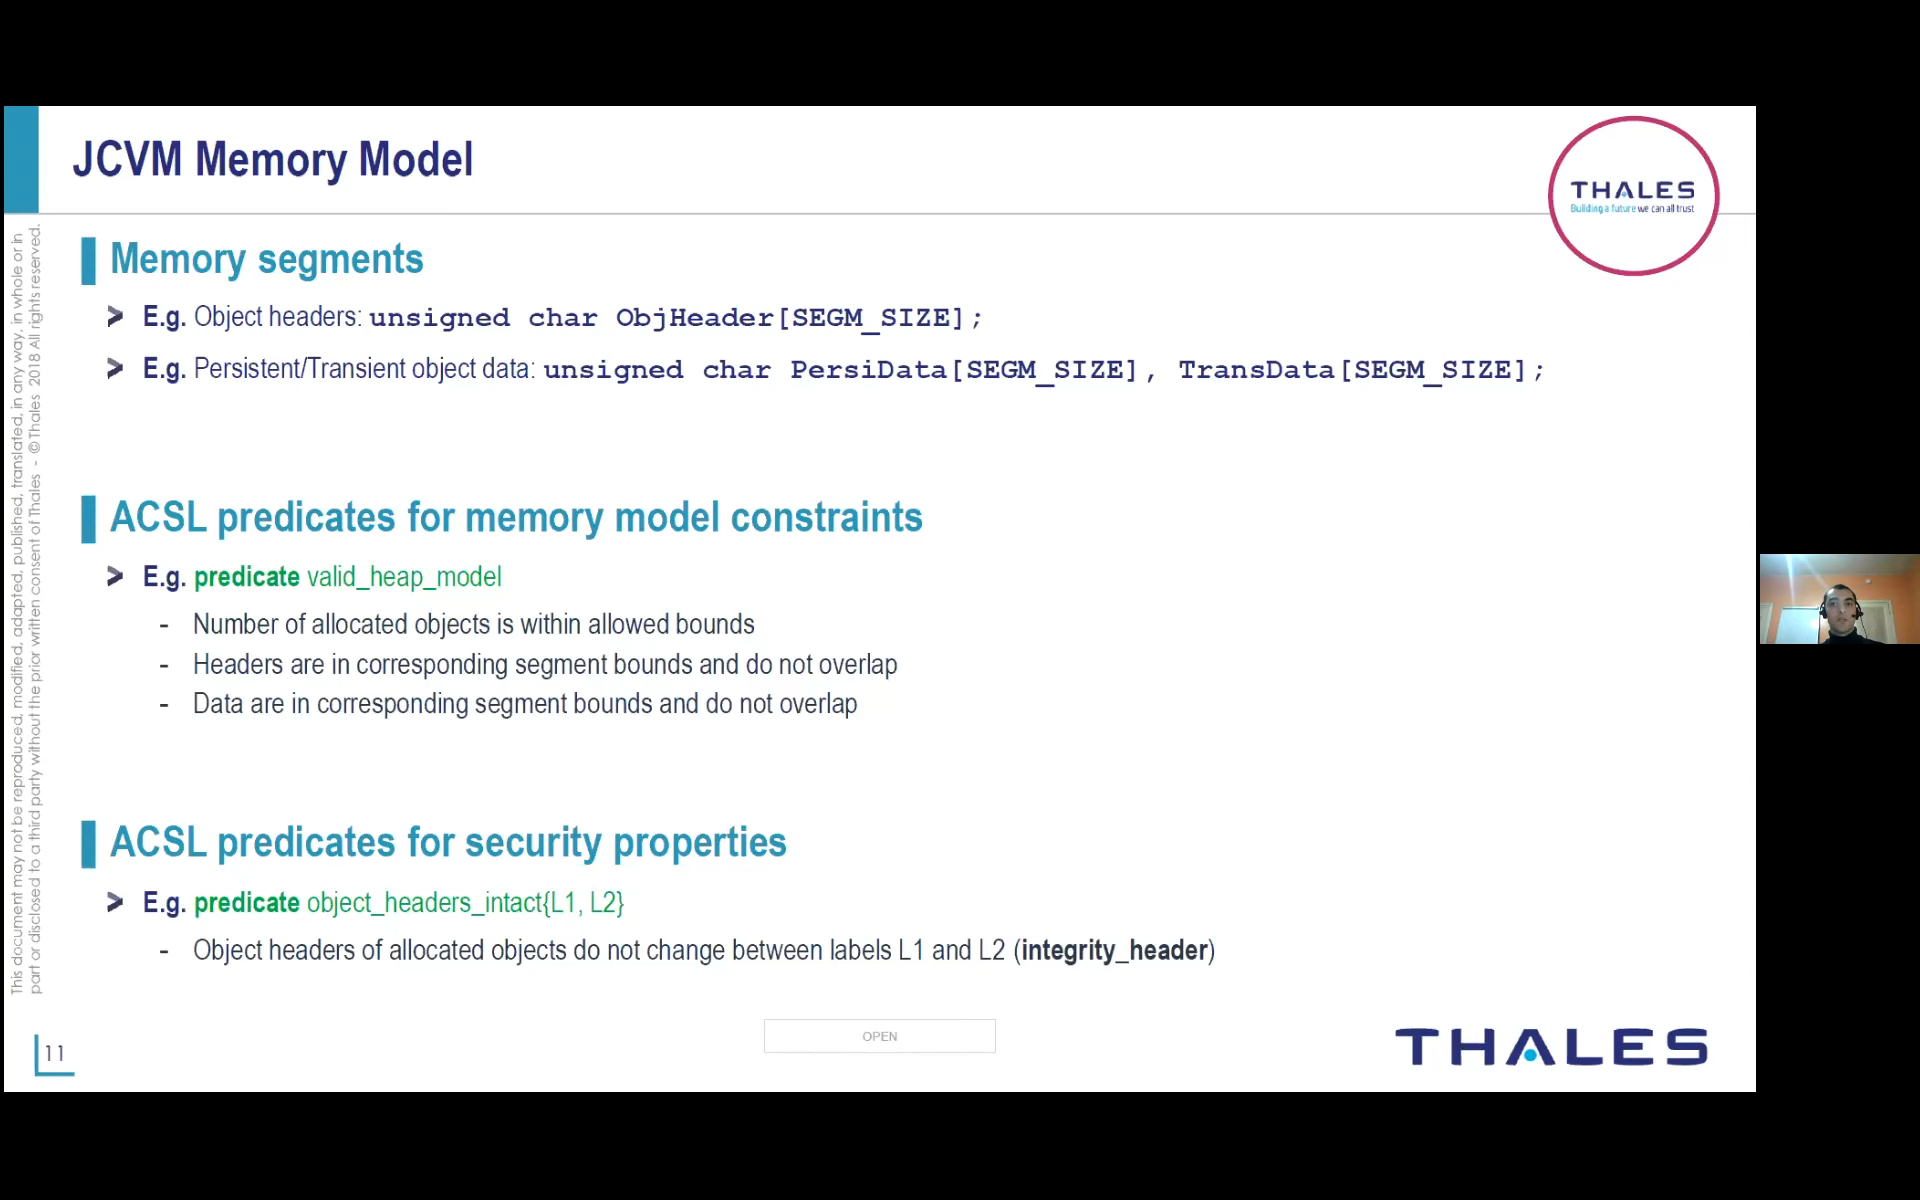 JCVM Memory Model
THALES
Building a future we can all trust
Memory segments
E.g. Object headers: unsigned char ObjHeader[SEGM_SIZE];
E.g. Persistent/Transient object data: unsigned char PersiData[SEGM_SIZE], TransData[SEGM_SIZE];
ACSL predicates for memory model constraints
E.g. predicate valid_heap_model
- Number of allocated objects is within allowed bounds
- Headers are in corresponding segment bounds and do not overlap
- Data are in corresponding segment bounds and do not overlap
ACSL predicates for security properties
E.g. predicate object_headers_intact{L1, L2}
- Object headers of allocated objects do not change between labels L1 and L2 (integrity_header)
This document may not be reproduced, modified, adapted, published, translated, in any way, in whole or in
part or disclosed to a third party without the prior written consent of Thales - © Thales 2018 All rights reserved.
11
OPEN
THALES